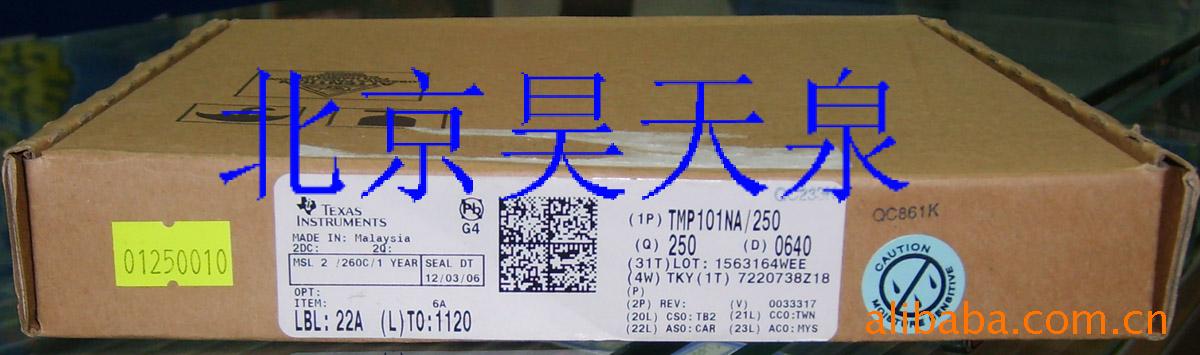 北京昊天泉
QC861K
TEXAS
INSTRUMENTS
Pb
G4
MADE IN: Malaysia
2DC: 2Q:
MSL 2 /260C/1 YEAR
SEAL DT
12/03/06
OPT:
ITEM: 6A
LBL: 22A (L)TO:1120
(1P) TMP101NA/250
(Q) 250 (D) 0640
(31T)LOT: 1563164WEE
(4W) TKY(1T) 7220738Z18
(P)
(2P) REV: (V) 0033317
(20L) CSO:TB2 (21L) CCO:TWN
(22L) ASO:CAR (23L) ACO:MYS
01250010
CAUTION
MOISTURE SENSITIVE
alibaba.com.cn